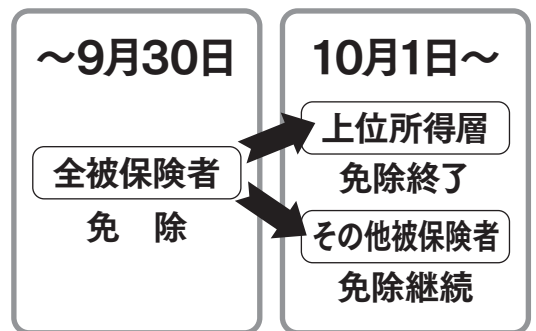 ～9月30日
全被保険者
免　除
10月1日～
上位所得層
免除終了
その他被保険者
免除継続